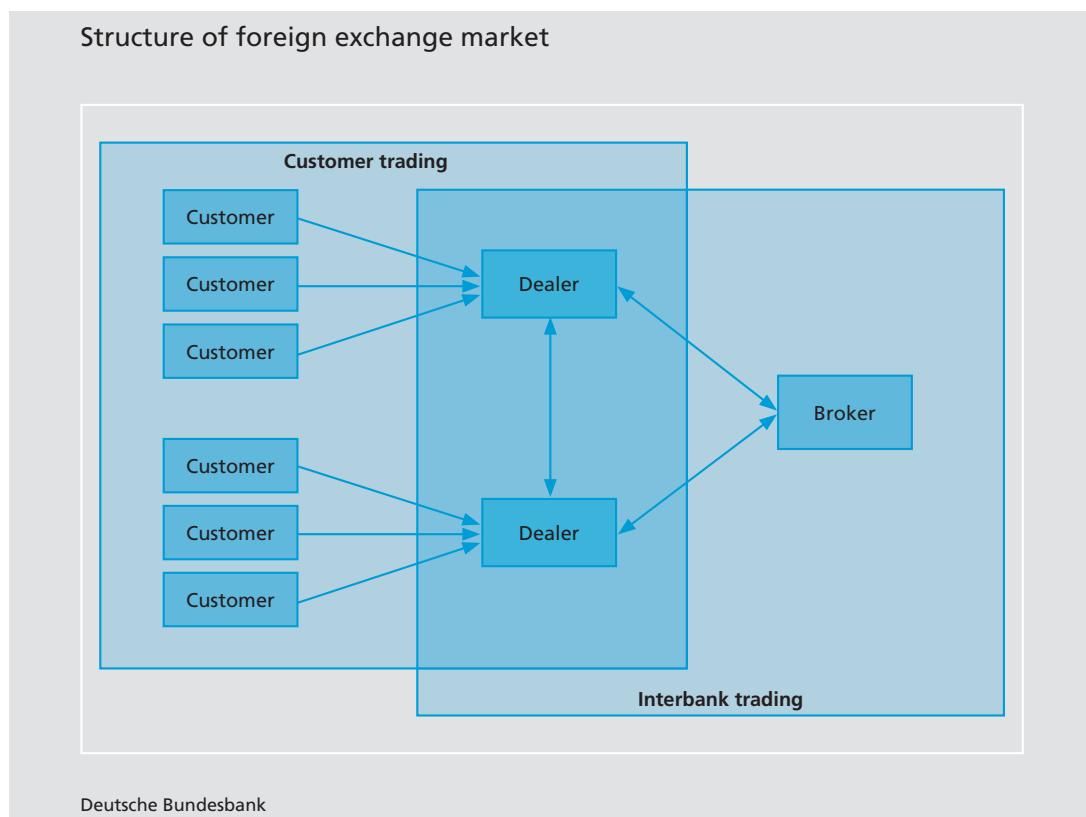 Structure of foreign exchange market
Customer trading
Customer
Customer
Customer
Dealer
Broker
Customer
Customer
Customer
Dealer
Interbank trading
Deutsche Bundesbank